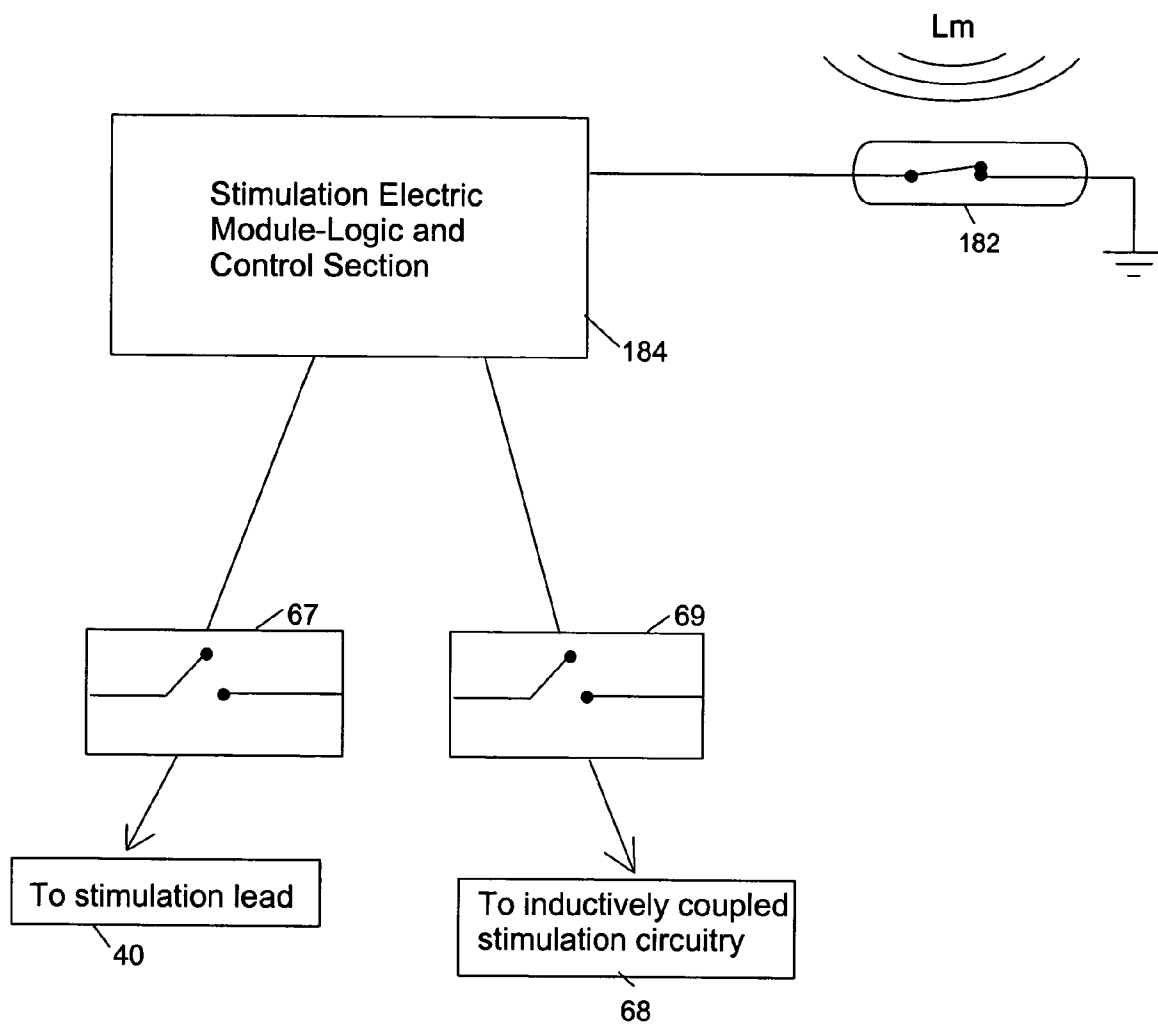 Lm
Stimulation Electric
Module-Logic and
Control Section
182
184
67
69
To stimulation lead
40
To inductively coupled
stimulation circuitry
68